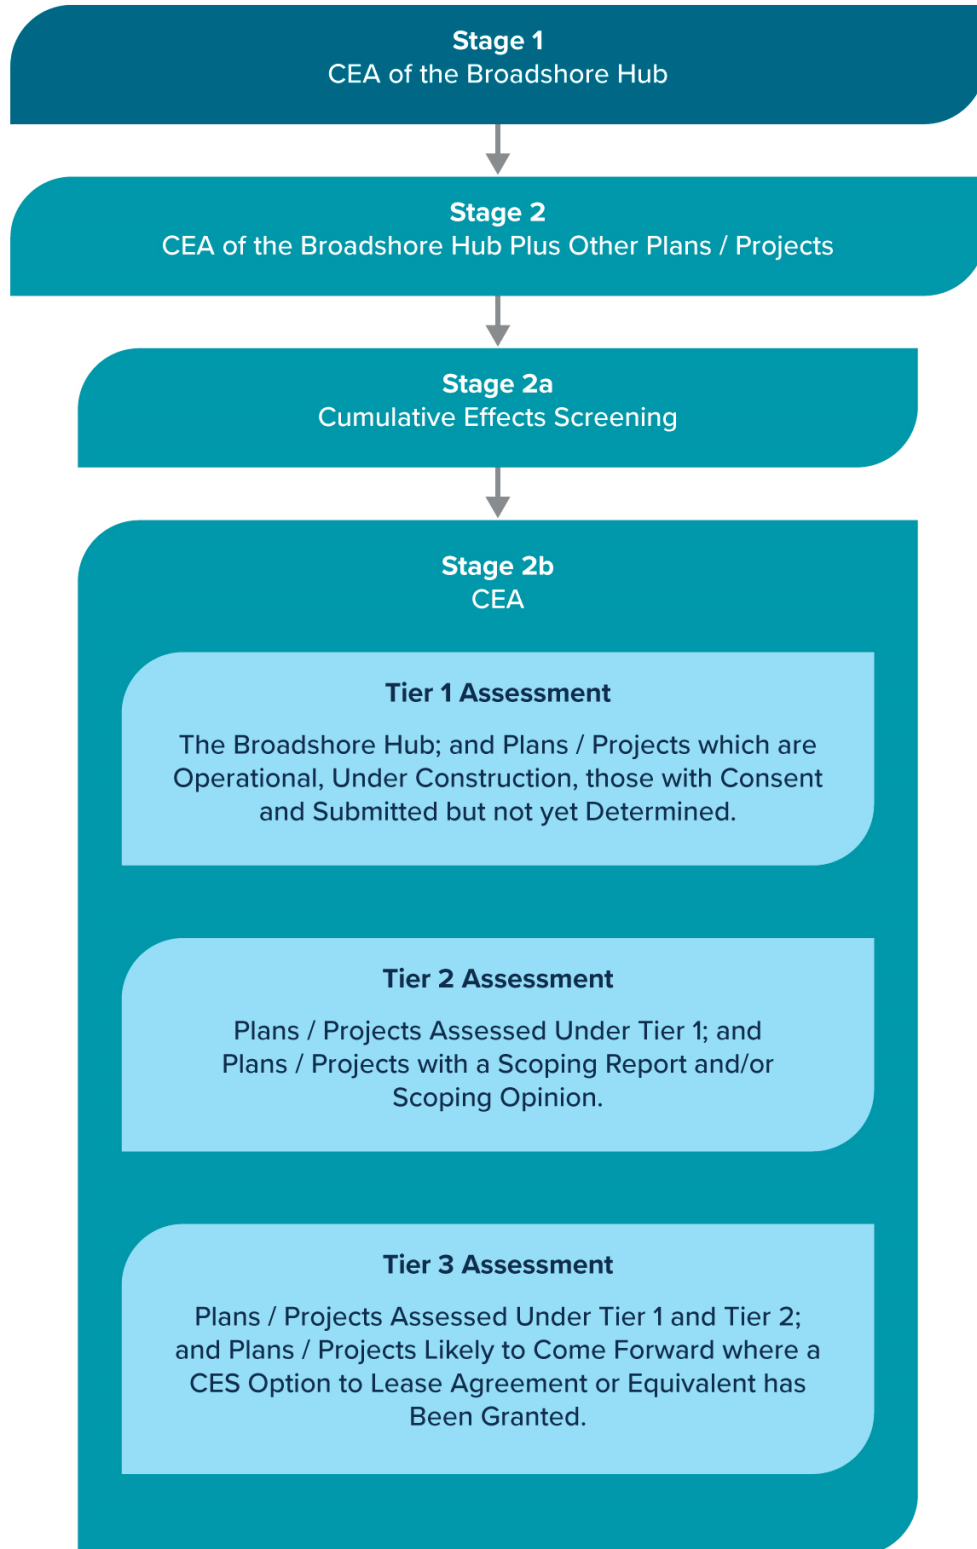 Stage 1
CEA of the Broadshore Hub
Stage 2
CEA of the Broadshore Hub Plus Other Plans / Projects
Stage 2a
Cumulative Effects Screening
Stage 2b
CEA
Tier 1 Assessment
The Broadshore Hub; and Plans / Projects which are
Operational, Under Construction, those with Consent
and Submitted but not yet Determined.
Tier 2 Assessment
Plans / Projects Assessed Under Tier 1; and
Plans / Projects with a Scoping Report and/or
Scoping Opinion.
Tier 3 Assessment
Plans / Projects Assessed Under Tier 1 and Tier 2;
and Plans / Projects Likely to Come Forward where a
CES Option to Lease Agreement or Equivalent has
Been Granted.